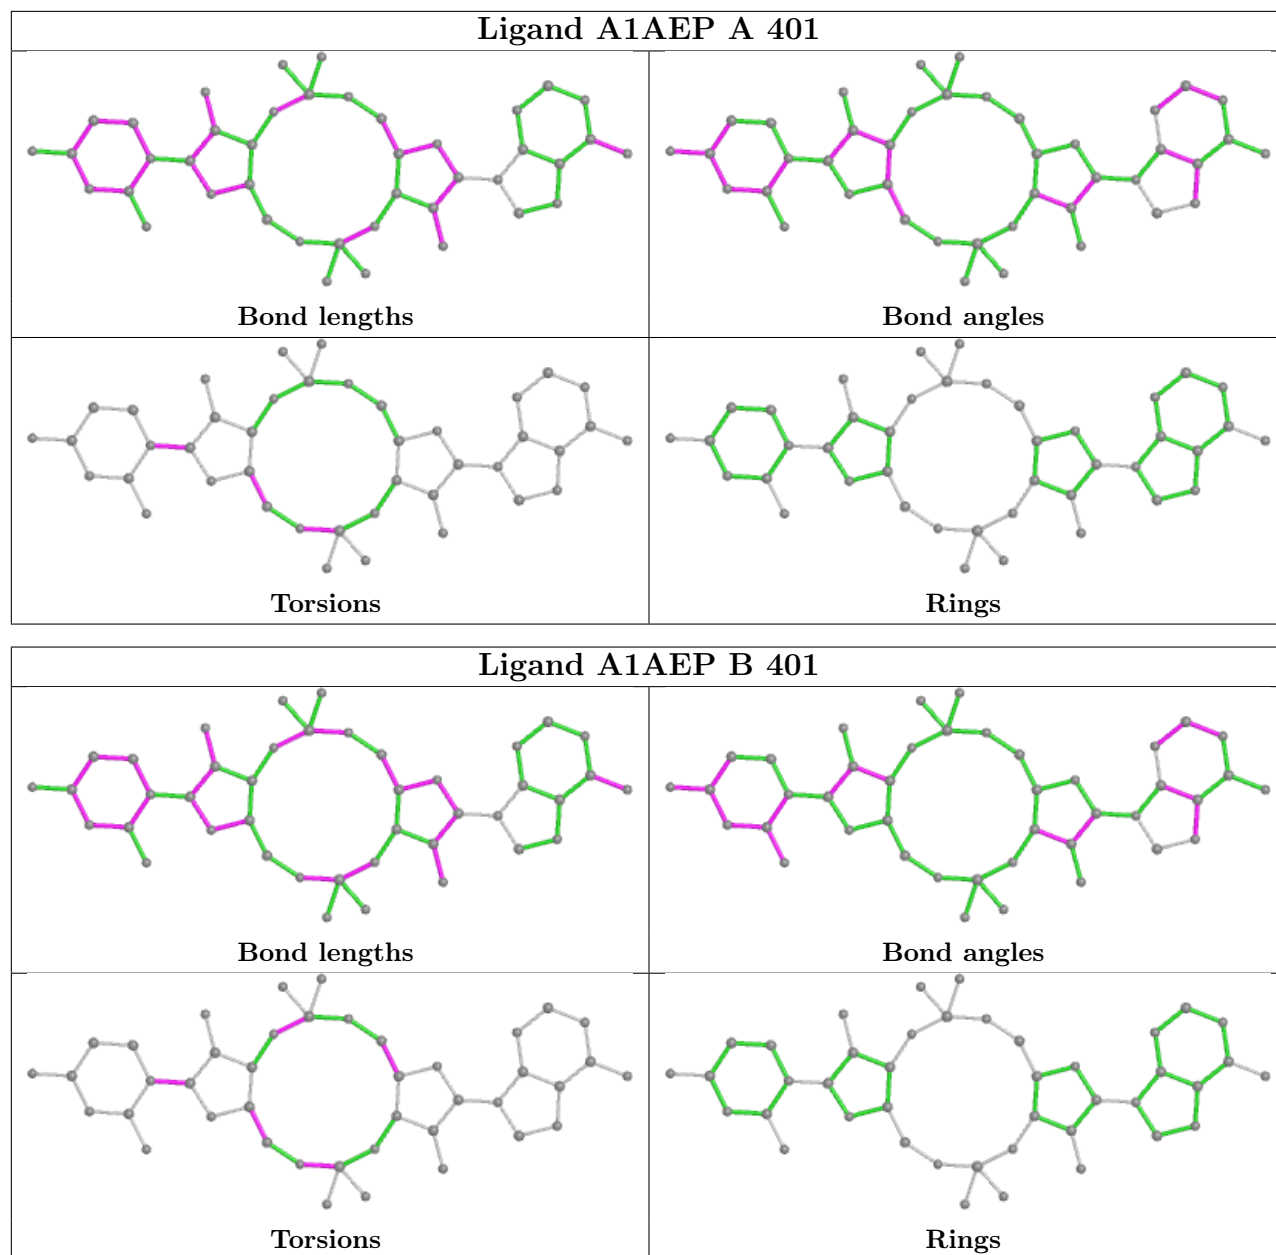 Ligand A1AEP A 401
Bond lengths
Bond angles
Torsions
Rings
Ligand A1AEP B 401
Bond lengths
Bond angles
Torsions
Rings